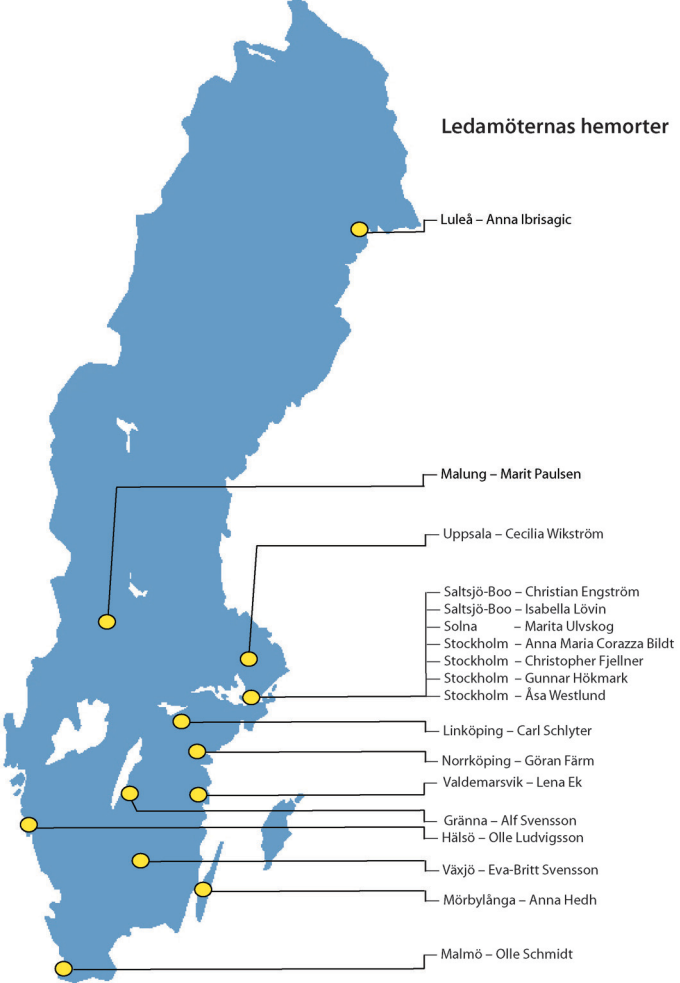 Ledamöternas hemorter
Luleå – Anna Ibrisagic
Malung – Marit Paulsen
Uppsala – Cecilia Wikström
Saltsjö-Boo – Christian Engström
Saltsjö-Boo – Isabella Lövin
Solna – Marita Ulvskog
Stockholm – Anna Maria Corazza Bildt
Stockholm – Christopher Fjellner
Stockholm – Gunnar Hökmark
Stockholm – Åsa Westlund
Linköping – Carl Schlyter
Norrköping – Göran Färm
Valdemarsvik – Lena Ek
Gränna – Alf Svensson
Hälsö – Olle Ludvigsson
Växjö – Eva-Britt Svensson
Mörbylånga – Anna Hedh
Malmö – Olle Schmidt